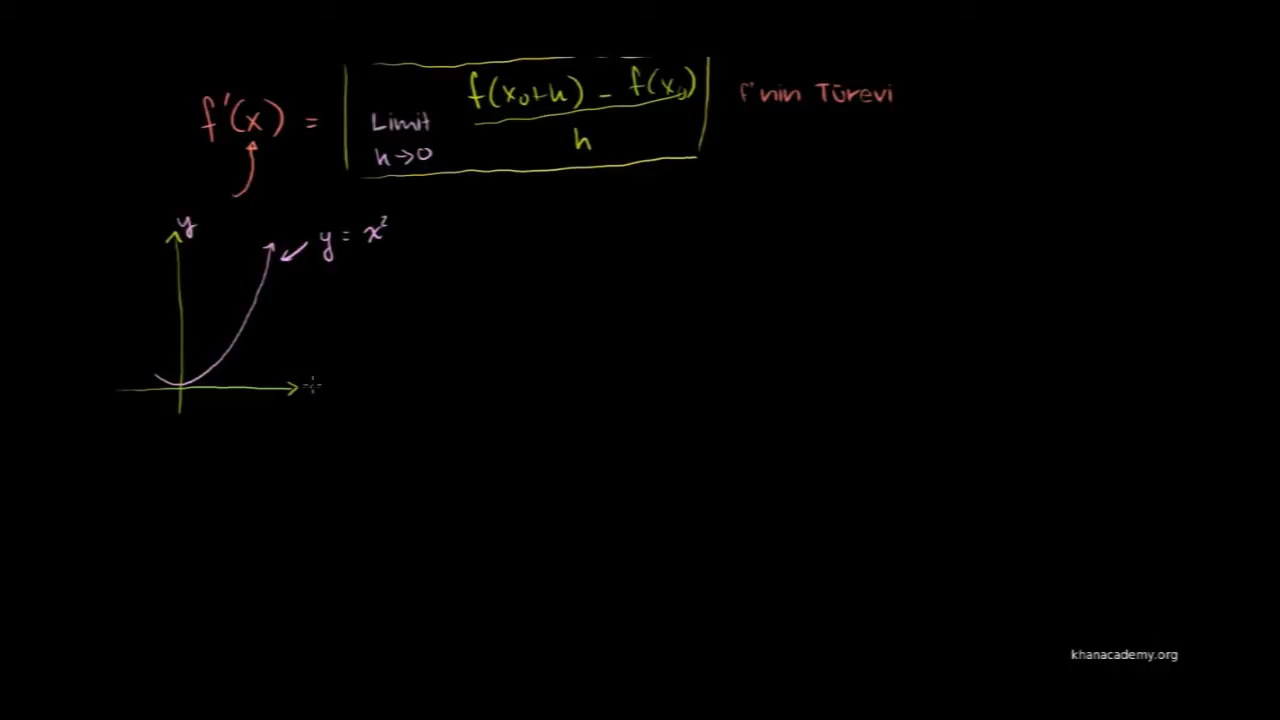 f'(x) = Limit h→0 f(x₀+h) - f(x₀) / h f'nin Türevi
y
y = x²
khanacademy.org